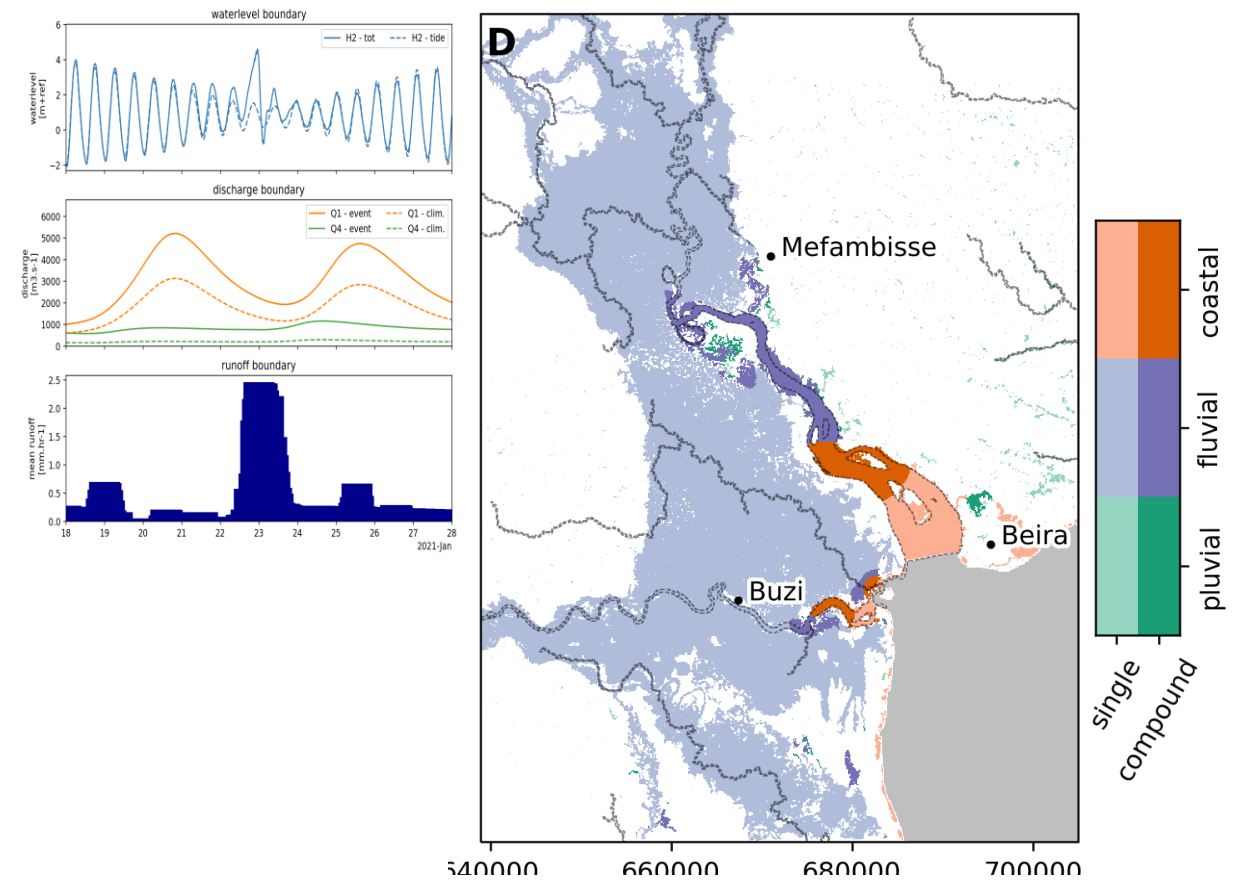 waterlevel boundary
H2 - tot
H2 - tide
6
4
2
0
−2
waterlevel
[m+ref]
discharge boundary
Q1 - event
Q1 - clim.
Q4 - event
Q4 - clim.
6000
5000
4000
3000
2000
1000
0
discharge
[m3.s-1]
runoff boundary
2.5
2.0
1.5
1.0
0.5
0.0
mean runoff
[mm.hr-1]
18 19 20 21 22 23 24 25 26 27 28
2021-Jan
D
Mefambisse
Beira
Buzi
660000 680000 700000
coastal
fluvial
pluvial
single
compound